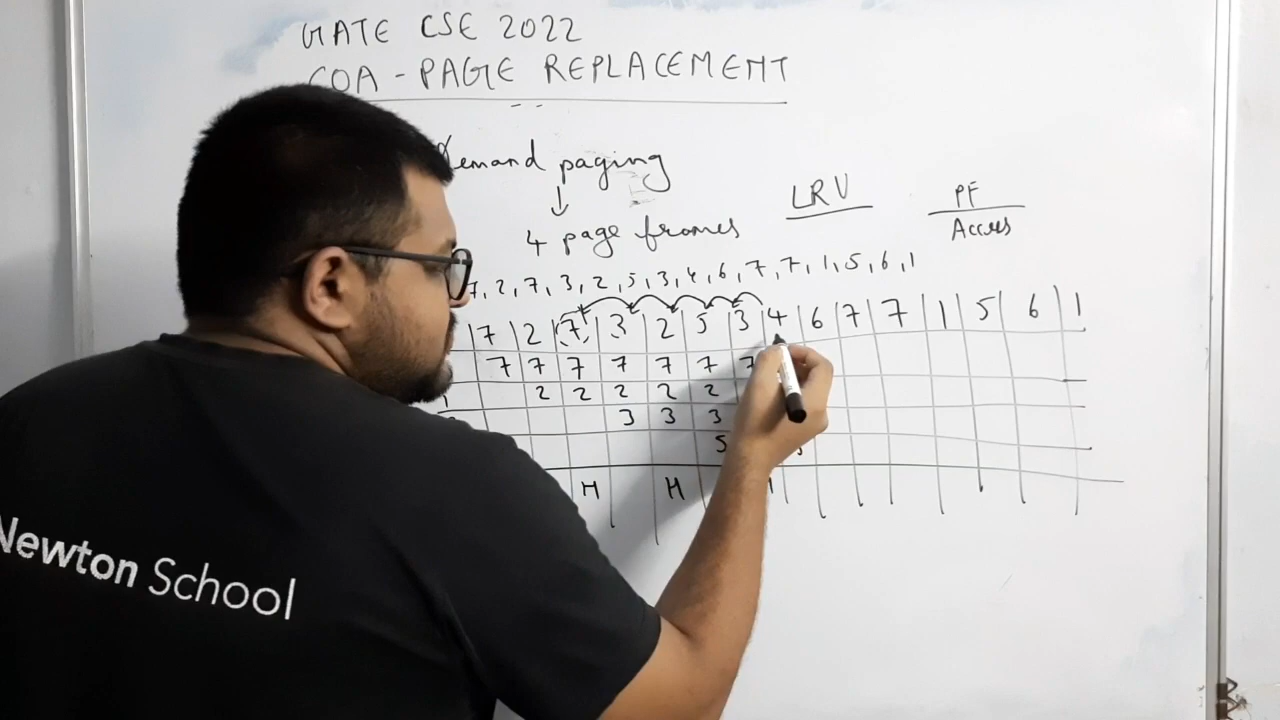 GATE CSE 2022
COA - PAGE REPLACEMENT
Demand paging
↓
4 page frames
LRU
PF
Access
7, 2, 7, 3, 2, 5, 3, 4, 6, 7, 7, 1, 5, 6, 1
7 2 7 3 2 5 3 4 6 7 7 1 5 6 1
7 7 7 7 7 7 7
2 2 2 2 2
3 3 3
5
H H
Newton School